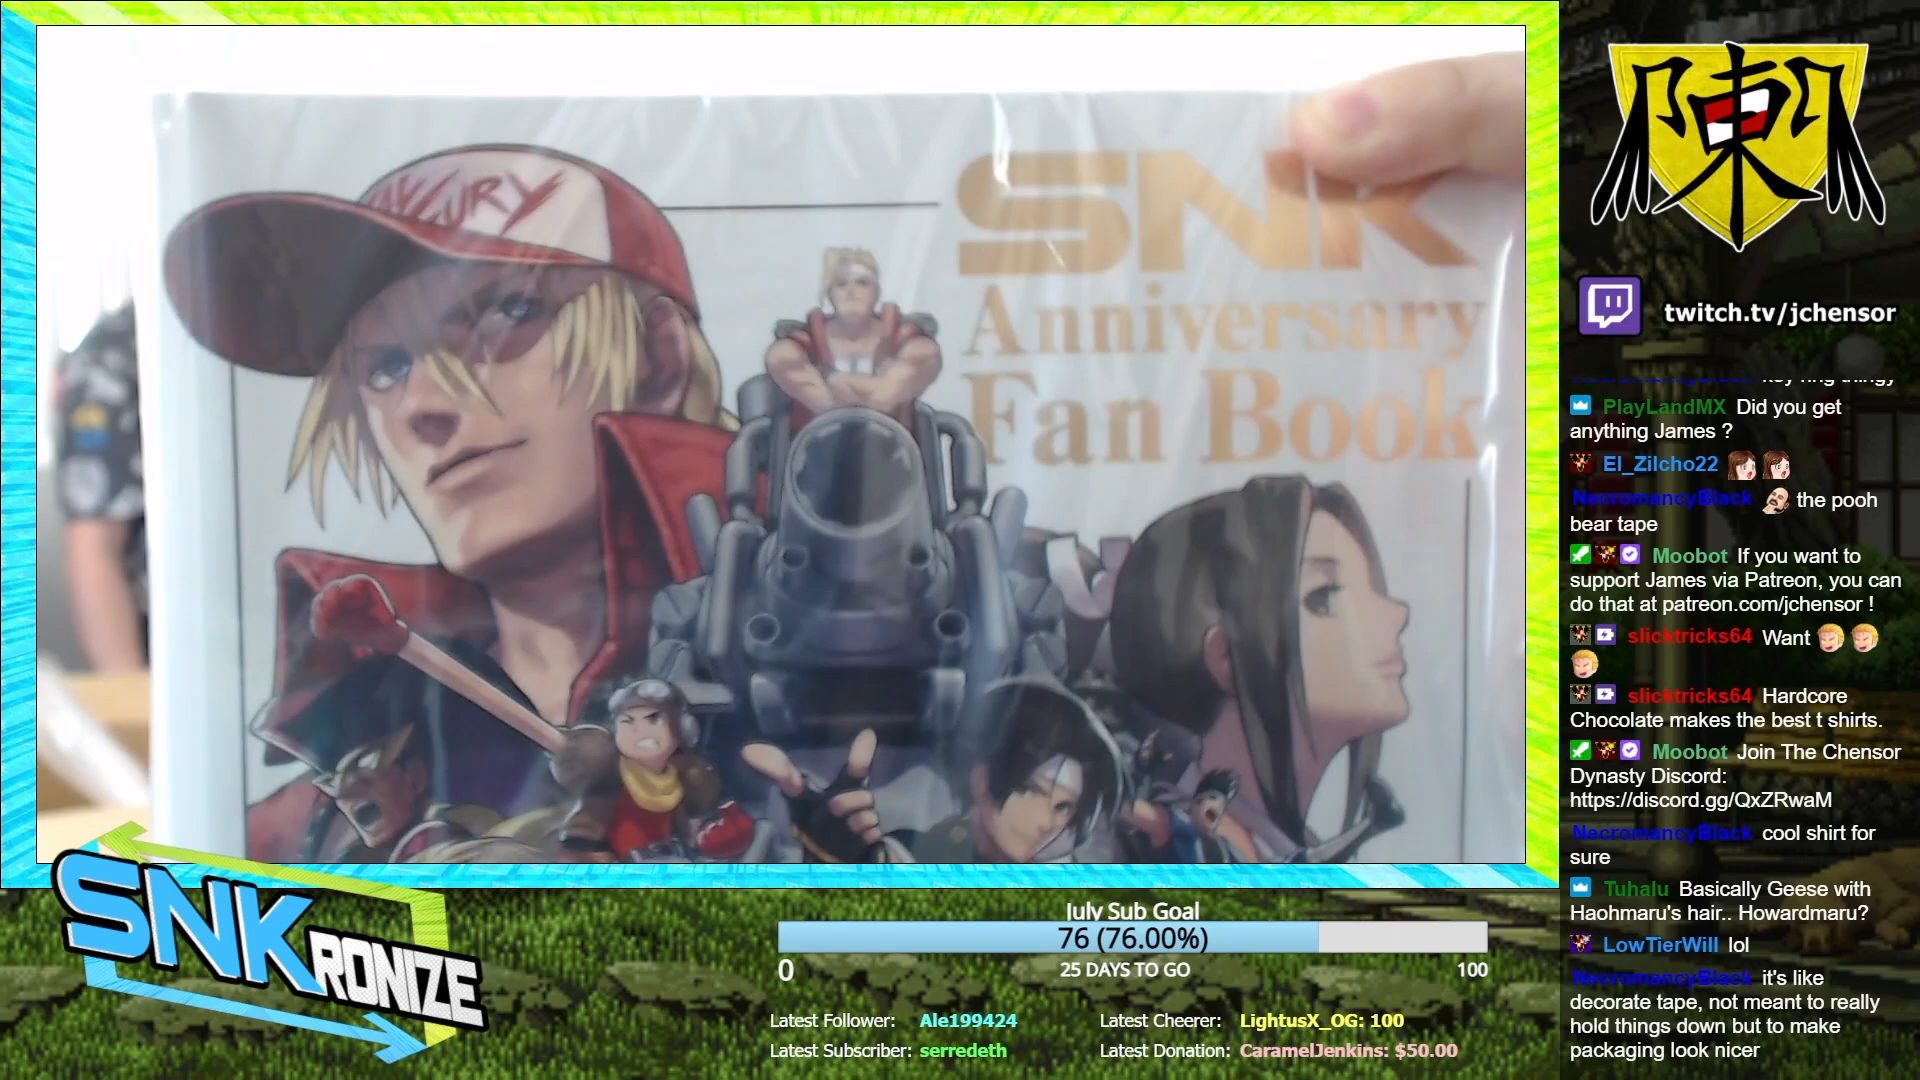 FURY
SNK
Anniversary
Fan Book
陳
twitch.tv/jchensor
PlayLandMX Did you get
anything James ?
El_Zilcho22
NecromancyBlack the pooh
bear tape
Moobot If you want to
support James via Patreon, you can
do that at patreon.com/jchensor !
slicktricks64 Want
slicktricks64 Hardcore
Chocolate makes the best t shirts.
Moobot Join The Chensor
Dynasty Discord:
https://discord.gg/QxZRwaM
NecromancyBlack cool shirt for
sure
Tuhalu Basically Geese with
Haohmaru's hair.. Howardmaru?
LowTierWill lol
NecromancyBlack it's like
decorate tape, not meant to really
hold things down but to make
packaging look nicer
SNKRONIZE
July Sub Goal
76 (76.00%)
0 25 DAYS TO GO 100
Latest Follower: Ale199424 Latest Cheerer: LightusX_OG: 100
Latest Subscriber: serredeth Latest Donation: CaramelJenkins: $50.00